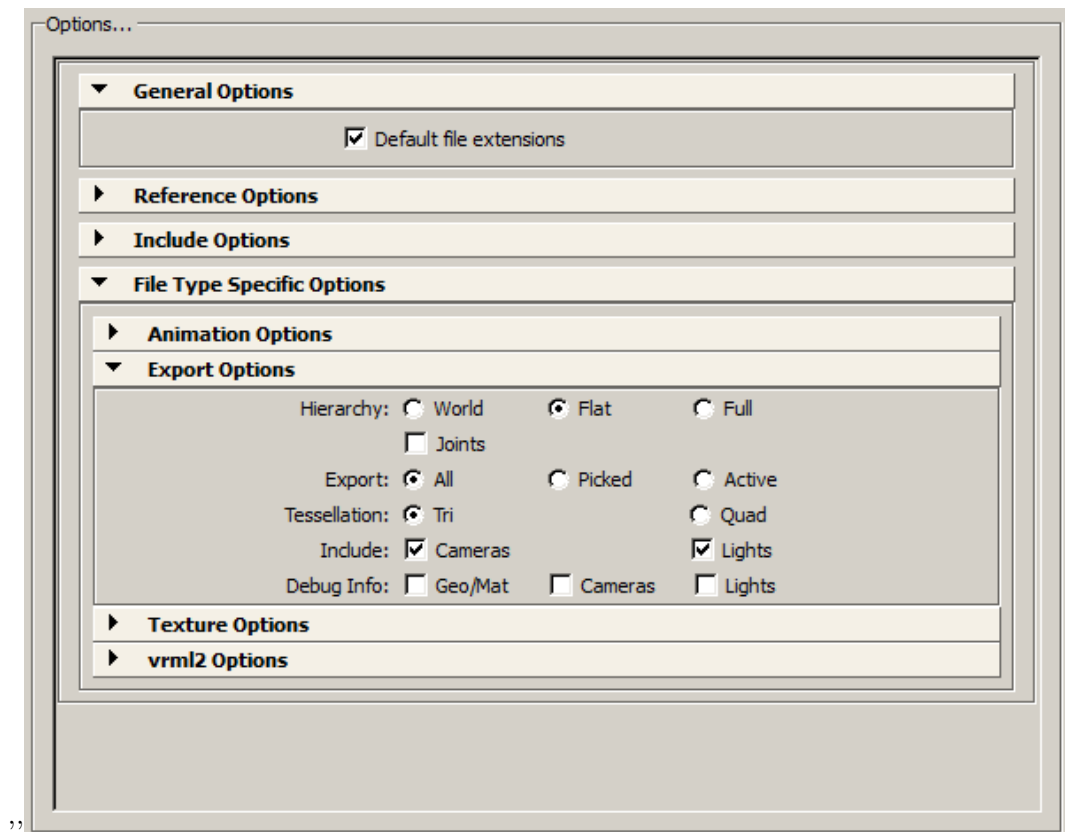 Options...
General Options
Default file extensions
Reference Options
Include Options
File Type Specific Options
Animation Options
Export Options
Hierarchy: World Flat Full
Joints
Export: All Picked Active
Tessellation: Tri Quad
Include: Cameras Lights
Debug Info: Geo/Mat Cameras Lights
Texture Options
vrml2 Options
,,